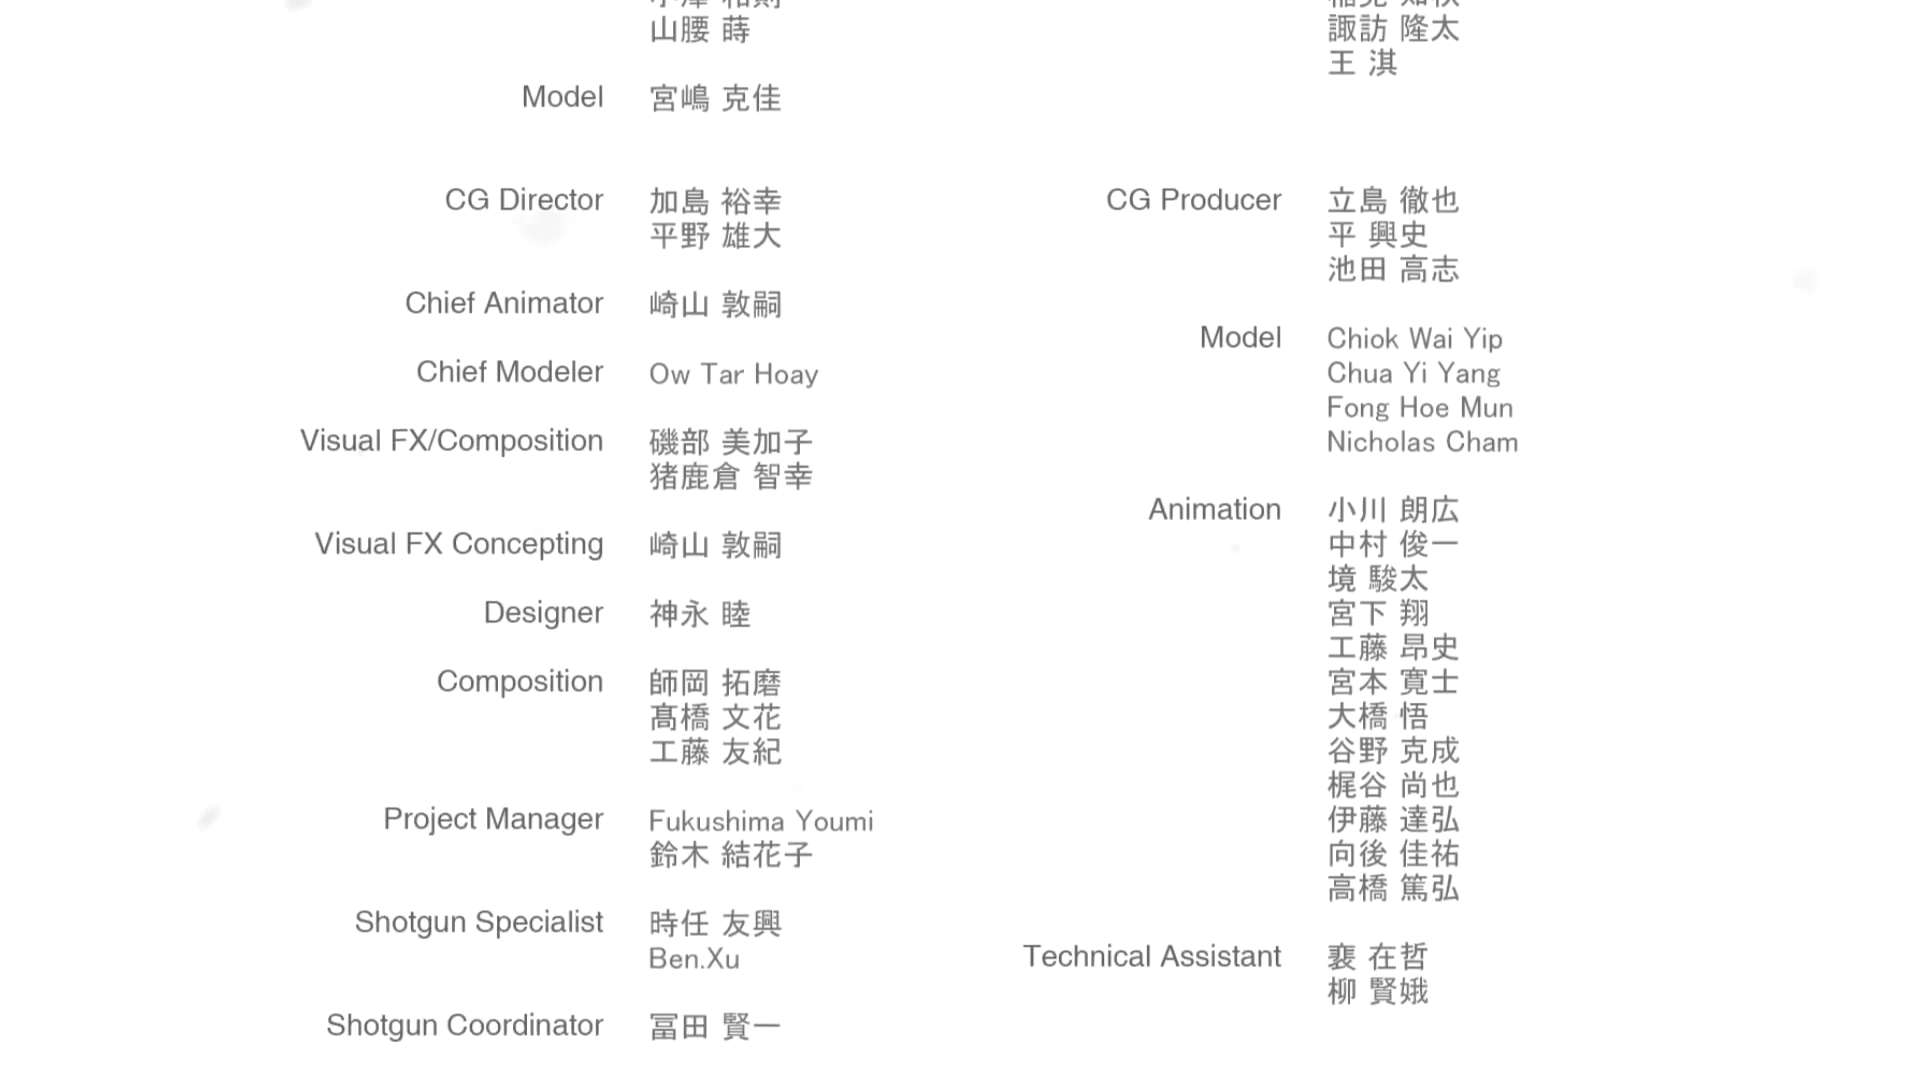 山腰 蒔
Model 宮嶋 克佳
CG Director 加島 裕幸
平野 雄大
Chief Animator 崎山 敦嗣
Chief Modeler Ow Tar Hoay
Visual FX/Composition 磯部 美加子
猪鹿倉 智幸
Visual FX Concepting 崎山 敦嗣
Designer 神永 睦
Composition 師岡 拓磨
髙橋 文花
工藤 友紀
Project Manager Fukushima Youmi
鈴木 結花子
Shotgun Specialist 時任 友興
Ben.Xu
Shotgun Coordinator 冨田 賢一
諏訪 隆太
王 淇
CG Producer 立島 徹也
平 興史
池田 高志
Model Chiok Wai Yip
Chua Yi Yang
Fong Hoe Mun
Nicholas Cham
Animation 小川 朗広
中村 俊一
境 駿太
宮下 翔
工藤 昂史
宮本 寛士
大橋 悟
谷野 克成
梶谷 尚也
伊藤 達弘
向後 佳祐
高橋 篤弘
Technical Assistant 裵 在哲
柳 賢娥